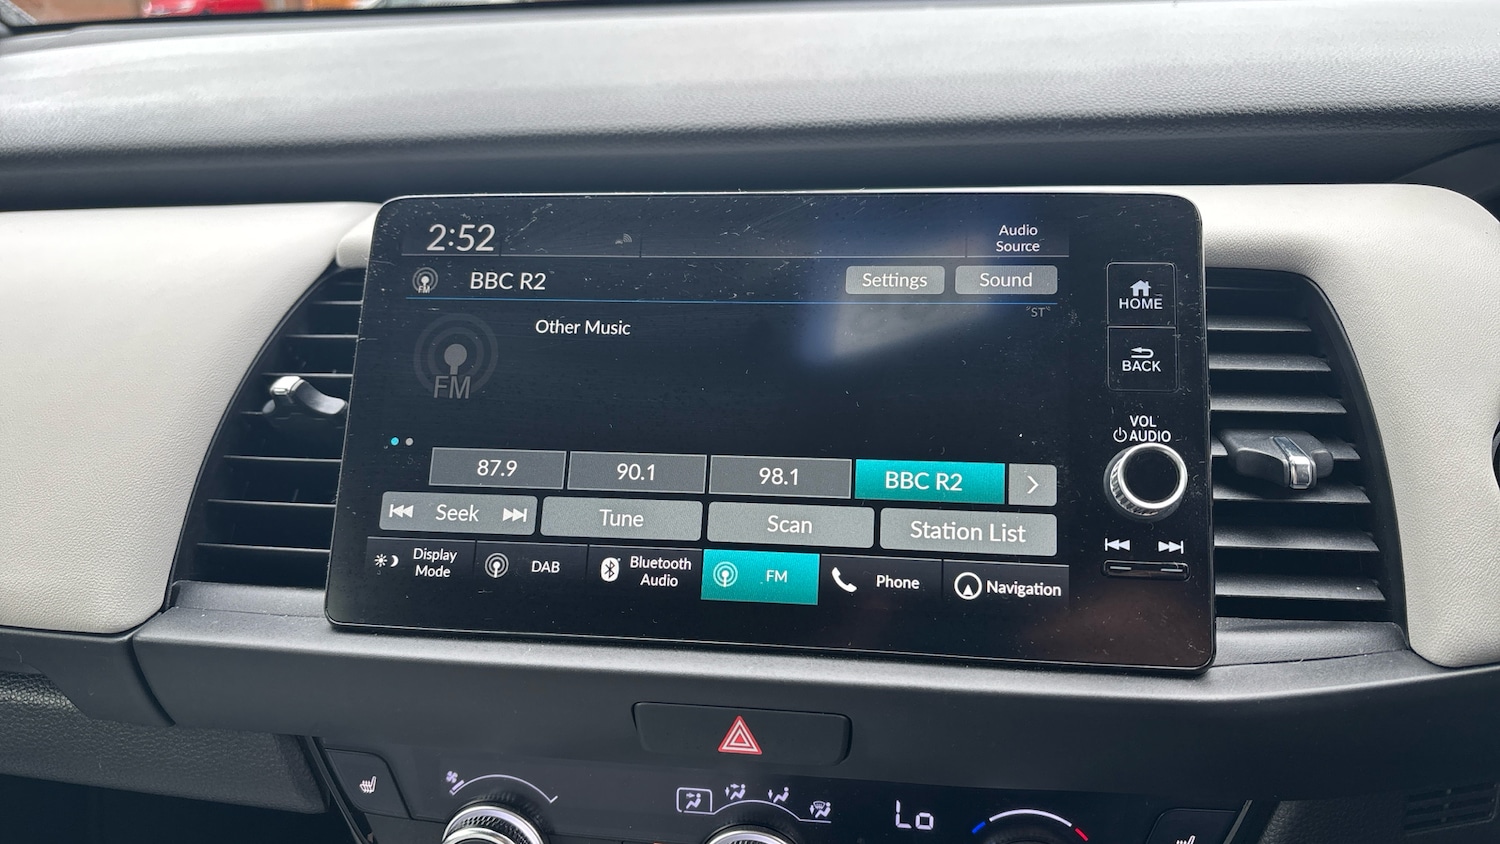 2:52
Audio
Source
FM
BBC R2
Settings
Sound
HOME
"ST"
Other Music
FM
BACK
VOL
AUDIO
87.9
90.1
98.1
BBC R2
Seek
Tune
Scan
Station List
Display
Mode
DAB
Bluetooth
Audio
FM
Phone
Navigation
Lo